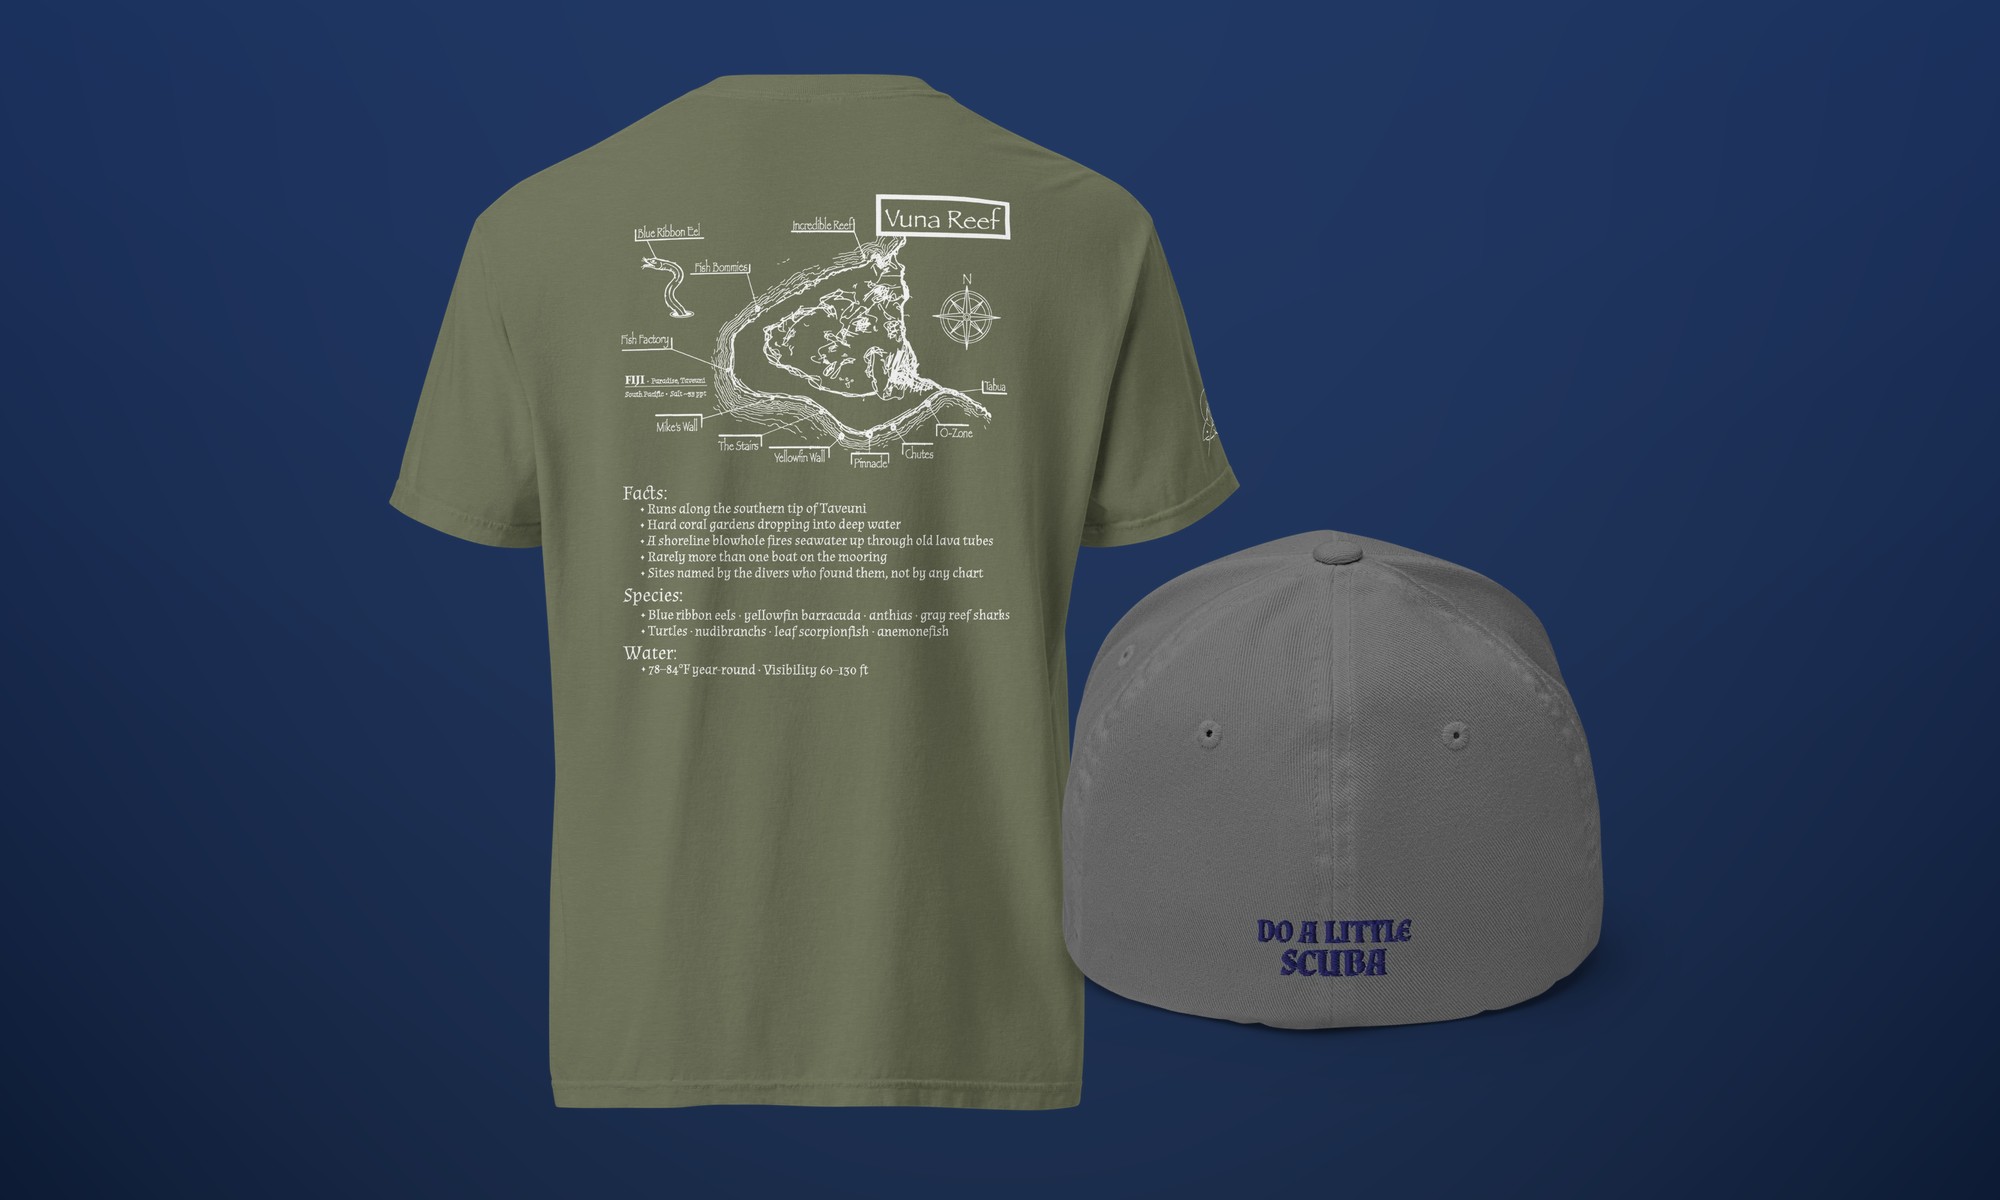 Vuna Reef
Incredible Reef
Blue Ribbon Eel
Fish Bommies
N
Fish Factory
FIJI • Paradise, Taveuni
South Pacific • Salt ~35 ppt
Tabua
Mike's Wall
O-Zone
The Stairs
Chutes
Yellowfin Wall
Pinnacle
Facts:
• Runs along the southern tip of Taveuni
• Hard coral gardens dropping into deep water
• A shoreline blowhole fires seawater up through old lava tubes
• Rarely more than one boat on the mooring
• Sites named by the divers who found them, not by any chart
Species:
• Blue ribbon eels · yellowfin barracuda · anthias · gray reef sharks
• Turtles · nudibranchs · leaf scorpionfish · anemonefish
Water:
• 78–84°F year-round · Visibility 60–130 ft
DO A LITTLE
SCUBA